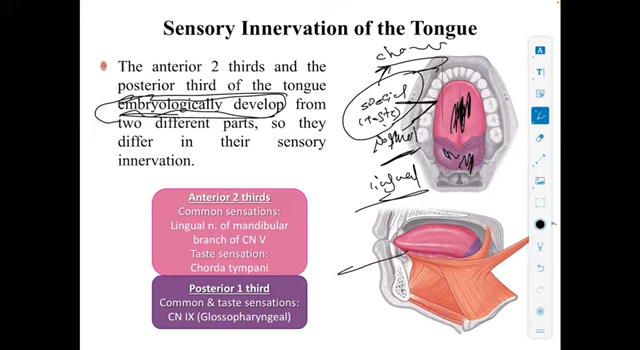 Sensory Innervation of the Tongue
The anterior 2 thirds and the
posterior third of the tongue
embryologically develop from
two different parts, so they
differ in their sensory
innervation.
Anterior 2 thirds
Common sensations:
Lingual n. of mandibular
branch of CN V
Taste sensation:
Chorda tympani
Posterior 1 third
Common & taste sensations:
CN IX (Glossopharyngeal)
special
(taste)
lingual
A
T